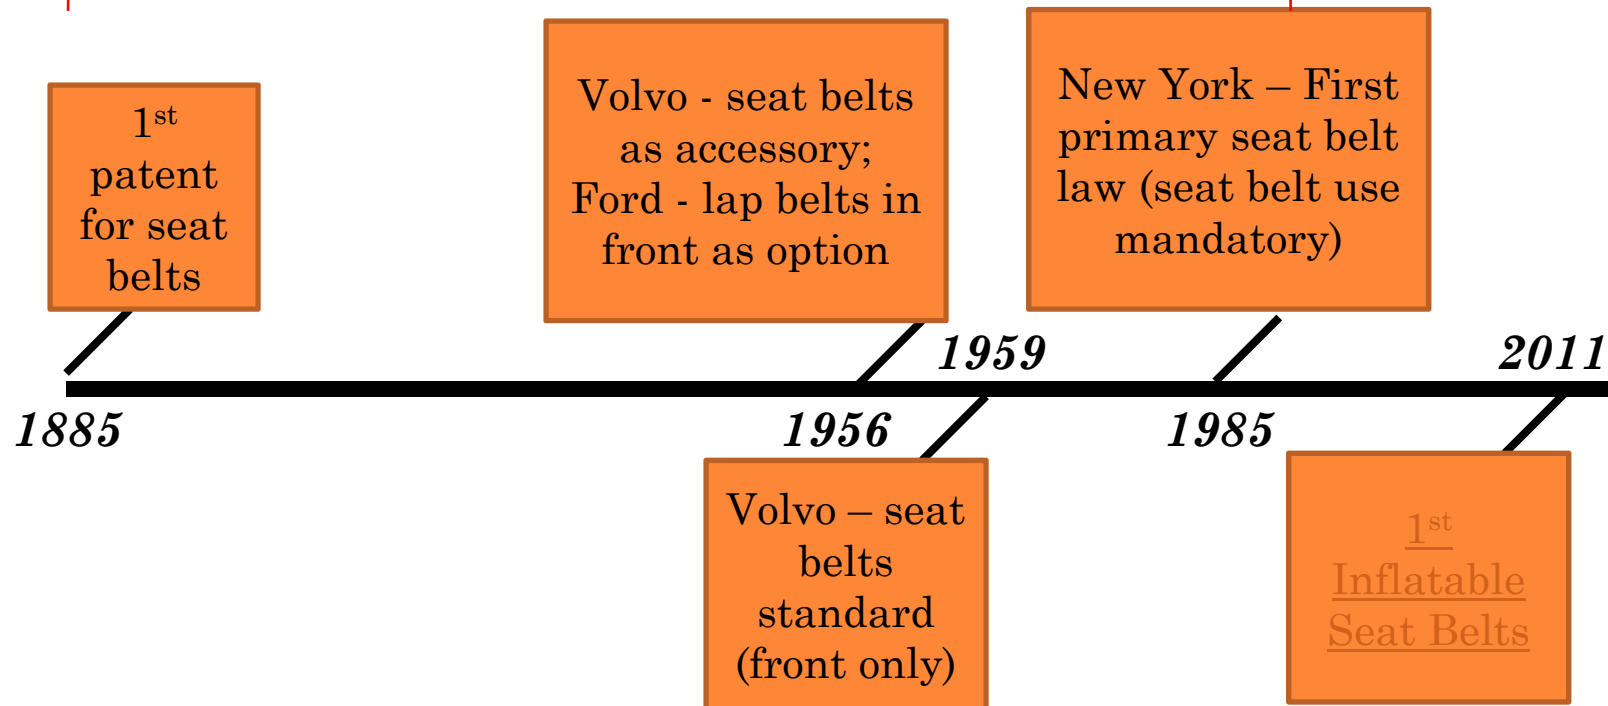 1st
patent
for seat
belts
Volvo - seat belts
as accessory;
Ford - lap belts in
front as option
New York – First
primary seat belt
law (seat belt use
mandatory)
1959
2011
1885
1956
1985
Volvo – seat
belts
standard
(front only)
1st
Inflatable
Seat Belts